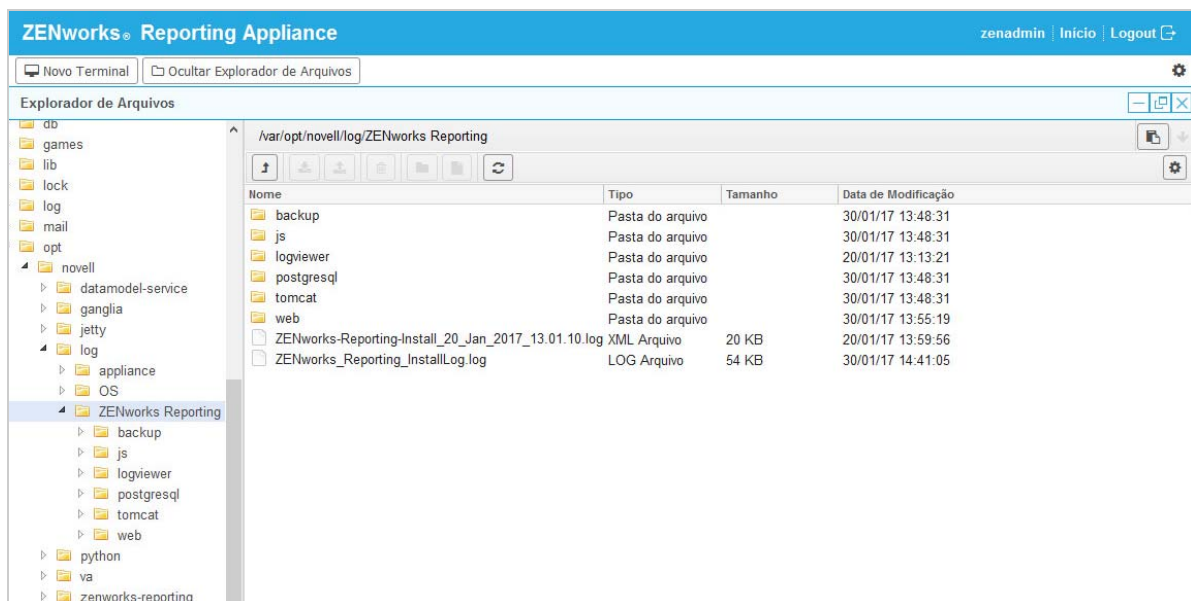 ZENworks® Reporting Appliance
zenadmin | Início | Logout
Novo Terminal
Ocultar Explorador de Arquivos
Explorador de Arquivos
db
games
lib
lock
log
mail
opt
novell
datamodel-service
ganglia
jetty
log
appliance
OS
ZENworks Reporting
backup
js
logviewer
postgresql
tomcat
web
python
va
zenworks-reporting
/var/opt/novell/log/ZENworks Reporting
Nome Tipo Tamanho Data de Modificação
backup Pasta do arquivo 30/01/17 13:48:31
js Pasta do arquivo 30/01/17 13:48:31
logviewer Pasta do arquivo 20/01/17 13:13:21
postgresql Pasta do arquivo 30/01/17 13:48:31
tomcat Pasta do arquivo 30/01/17 13:48:31
web Pasta do arquivo 30/01/17 13:55:19
ZENworks-Reporting-Install_20_Jan_2017_13.01.10.log XML Arquivo 20 KB 20/01/17 13:59:56
ZENworks_Reporting_InstallLog.log LOG Arquivo 54 KB 30/01/17 14:41:05